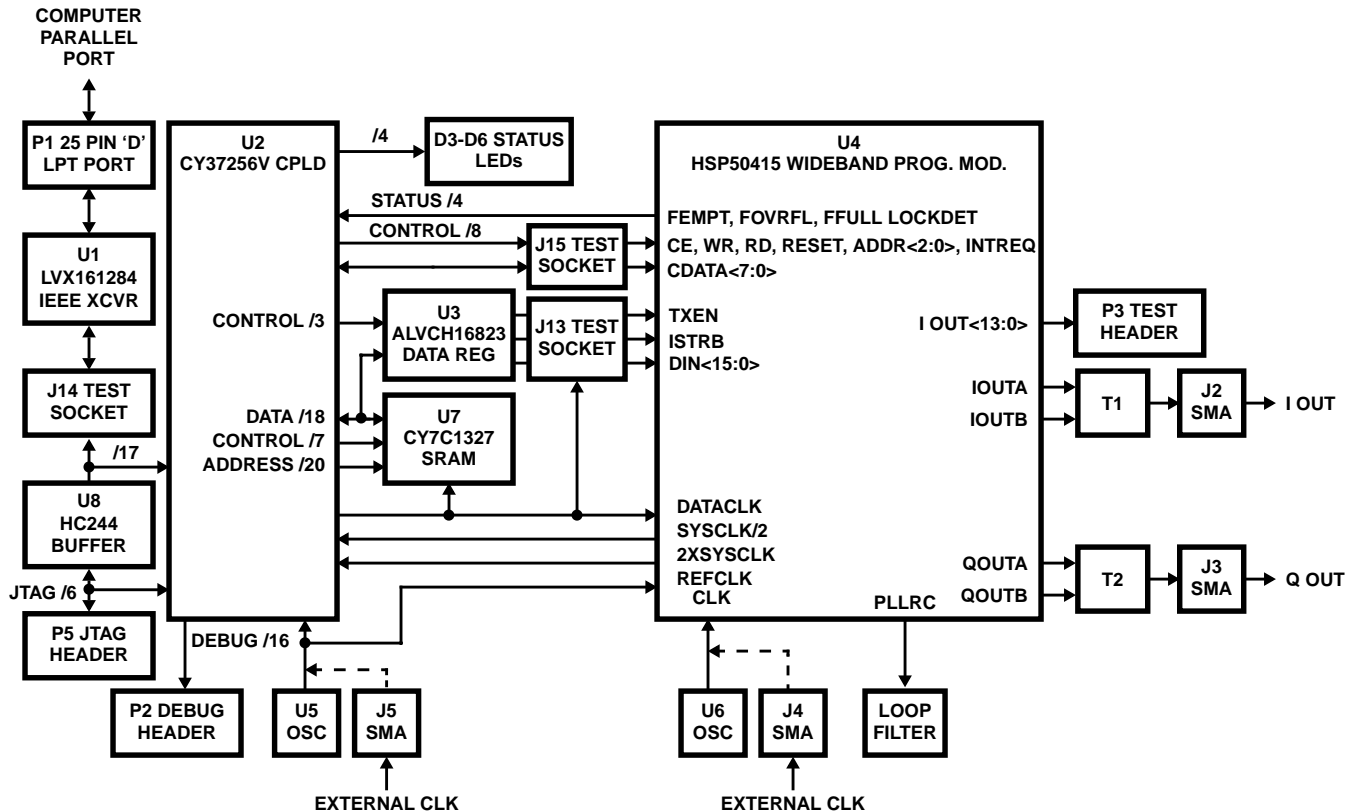 COMPUTER
PARALLEL
PORT
P1 25 PIN ‘D’
LPT PORT
U1
LVX161284
IEEE XCVR
J14 TEST
SOCKET
/17
U8
HC244
BUFFER
JTAG /6
P5 JTAG
HEADER
U2
CY37256V CPLD
/4
D3-D6 STATUS
LEDs
STATUS /4
CONTROL /8
J15 TEST
SOCKET
CONTROL /3
U3
ALVCH16823
DATA REG
J13 TEST
SOCKET
DATA /18
CONTROL /7
ADDRESS /20
U7
CY7C1327
SRAM
DEBUG /16
P2 DEBUG
HEADER
U5
OSC
J5
SMA
EXTERNAL CLK
U4
HSP50415 WIDEBAND PROG. MOD.
FEMPT, FOVRFL, FFULL LOCKDET
CE, WR, RD, RESET, ADDR<2:0>, INTREQ
CDATA<7:0>
TXEN
ISTRB
DIN<15:0>
DATACLK
SYSCLK/2
2XSYSCLK
REFCLK
CLK
PLLRC
I OUT<13:0>
IOUTA
IOUTB
QOUTA
QOUTB
P3 TEST
HEADER
T1
J2
SMA
I OUT
T2
J3
SMA
Q OUT
U6
OSC
J4
SMA
EXTERNAL CLK
LOOP
FILTER